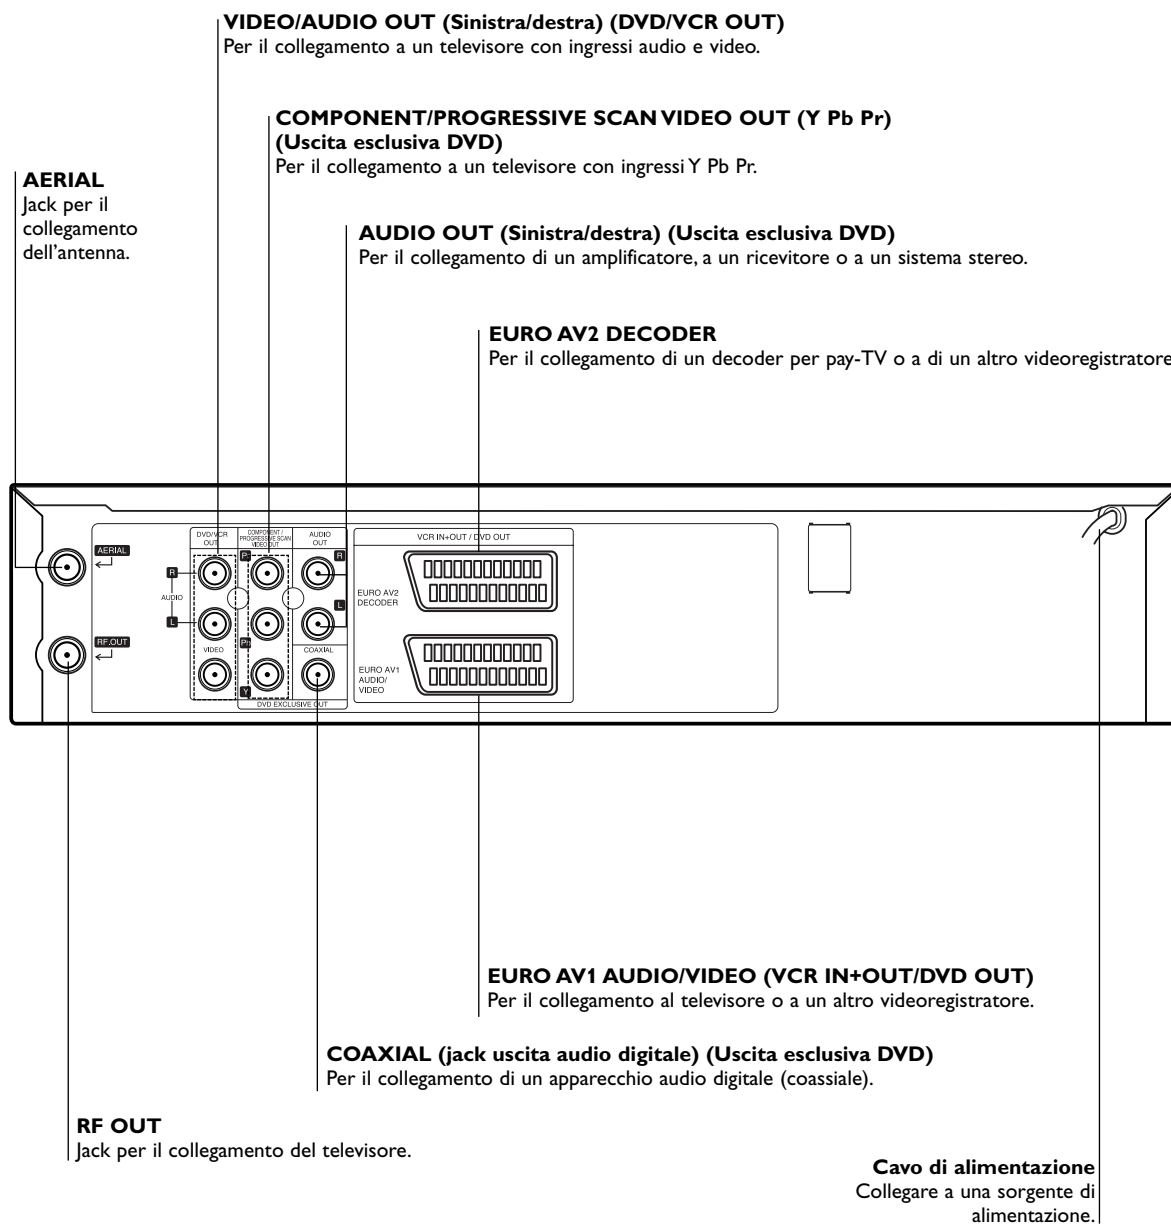 VIDEO/AUDIO OUT (Sinistra/destra) (DVD/VCR OUT)
Per il collegamento a un televisore con ingressi audio e video.
COMPONENT/PROGRESSIVE SCAN VIDEO OUT (Y Pb Pr)
(Uscita esclusiva DVD)
Per il collegamento a un televisore con ingressi Y Pb Pr.
AERIAL
Jack per il
collegamento
dell'antenna.
AUDIO OUT (Sinistra/destra) (Uscita esclusiva DVD)
Per il collegamento di un amplificatore, a un ricevitore o a un sistema stereo.
EURO AV2 DECODER
Per il collegamento di un decoder per pay-TV o a di un altro videoregistratore
AERIAL
RF.OUT
DVD/VCR
OUT
R
AUDIO
L
VIDEO
COMPONENT /
PROGRESSIVE SCAN
VIDEO OUT
Pb
Y
AUDIO
OUT
R
L
COAXIAL
DVD EXCLUSIVE OUT
VCR IN+OUT / DVD OUT
EURO AV2
DECODER
EURO AV1
AUDIO/
VIDEO
EURO AV1 AUDIO/VIDEO (VCR IN+OUT/DVD OUT)
Per il collegamento al televisore o a un altro videoregistratore.
COAXIAL (jack uscita audio digitale) (Uscita esclusiva DVD)
Per il collegamento di un apparecchio audio digitale (coassiale).
RF OUT
Jack per il collegamento del televisore.
Cavo di alimentazione
Collegare a una sorgente di
alimentazione.